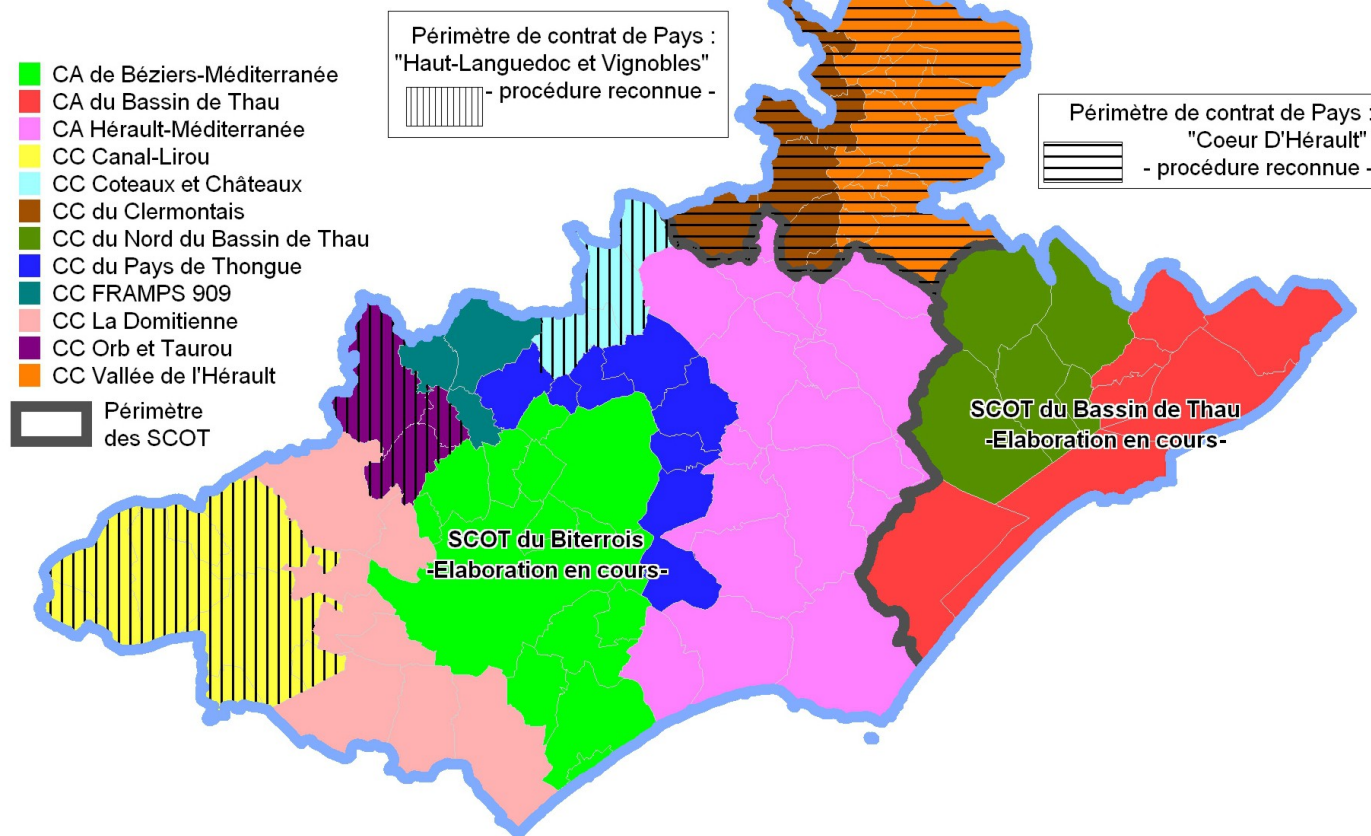 Périmètre de contrat de Pays :
"Haut-Languedoc et Vignobles"
- procédure reconnue -
CA de Béziers-Méditerranée
CA du Bassin de Thau
CA Hérault-Méditerranée
CC Canal-Lirou
CC Coteaux et Châteaux
CC du Clermontais
CC du Nord du Bassin de Thau
CC du Pays de Thongue
CC FRAMPS 909
CC La Domitienne
CC Orb et Taurou
CC Vallée de l'Hérault
Périmètre
des SCOT
Périmètre de contrat de Pays :
"Coeur D'Hérault"
- procédure reconnue -
SCOT du Bassin de Thau
-Elaboration en cours-
SCOT du Biterrois
-Elaboration en cours-